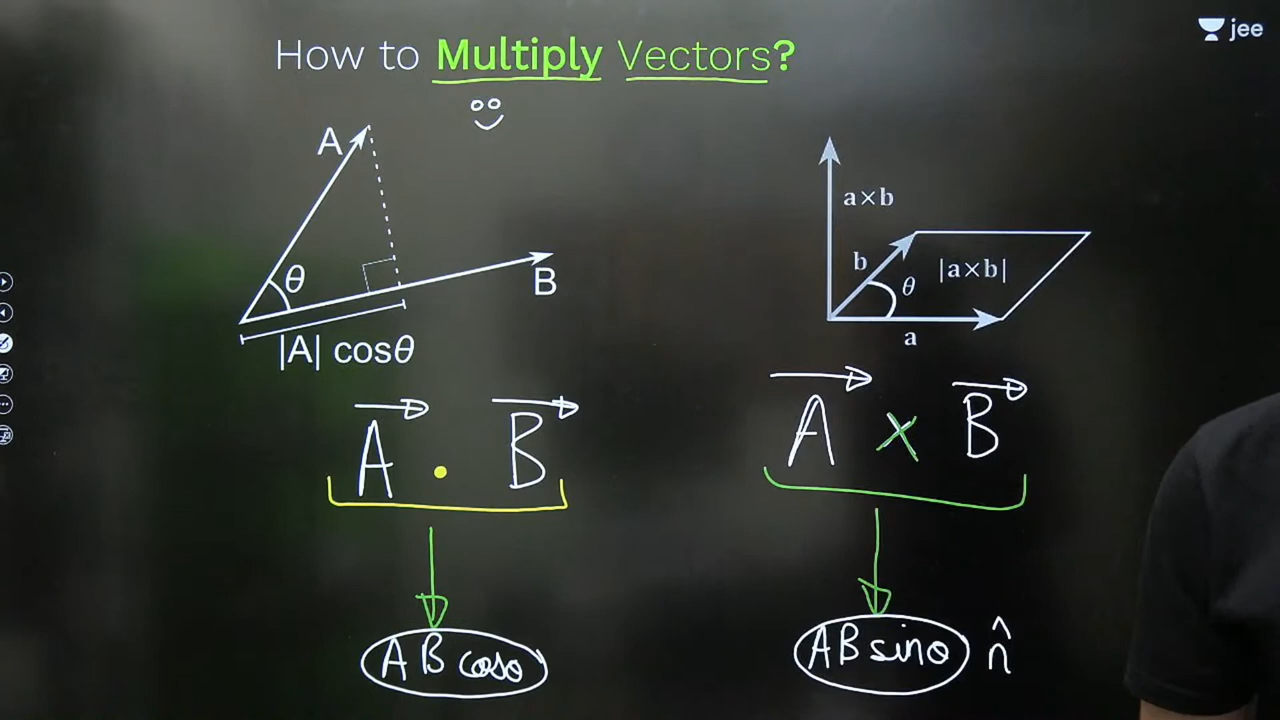 How to Multiply Vectors?
jee
A
θ
B
|A| cosθ
a×b
b
θ
|a×b|
a
A . B
A × B
AB cosθ
AB sinθ n̂